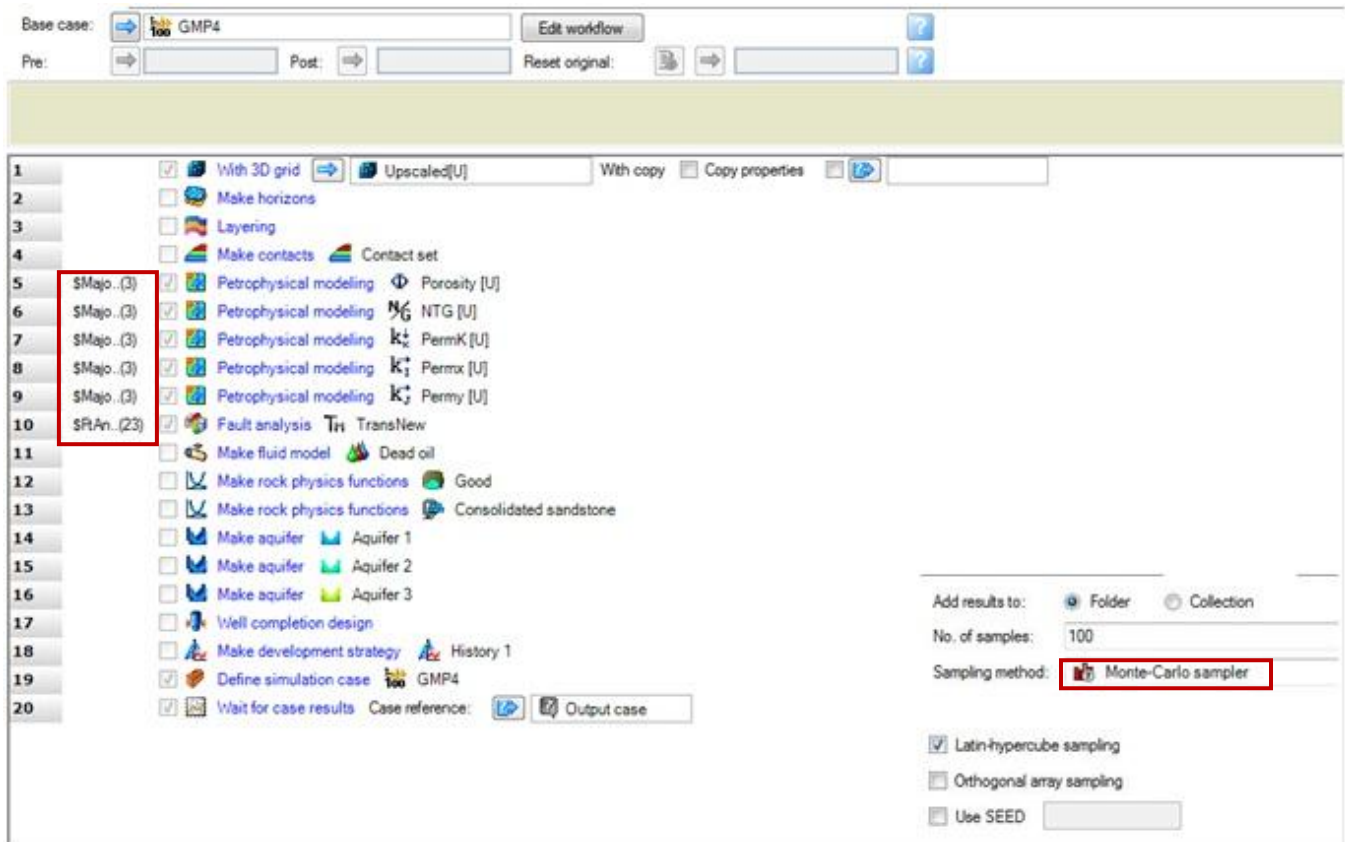 Base case: GMP4 Edit workflow ?
Pre: Post: Reset original: ?
1 With 3D grid Upscaled[U] With copy Copy properties
2 Make horizons
3 Layering
4 Make contacts Contact set
5 $Majo..(3) Petrophysical modeling Φ Porosity [U]
6 $Majo..(3) Petrophysical modeling N/G NTG [U]
7 $Majo..(3) Petrophysical modeling PermK [U]
8 $Majo..(3) Petrophysical modeling Permx [U]
9 $Majo..(3) Petrophysical modeling Permy [U]
10 $FtAn..(23) Fault analysis TransNew
11 Make fluid model Dead oil
12 Make rock physics functions Good
13 Make rock physics functions Consolidated sandstone
14 Make aquifer Aquifer 1
15 Make aquifer Aquifer 2
16 Make aquifer Aquifer 3
17 Well completion design
18 Make development strategy History 1
19 Define simulation case GMP4
20 Wait for case results Case reference: Output case
Add results to: Folder Collection
No. of samples: 100
Sampling method: Monte-Carlo sampler
Latin-hypercube sampling
Orthogonal array sampling
Use SEED